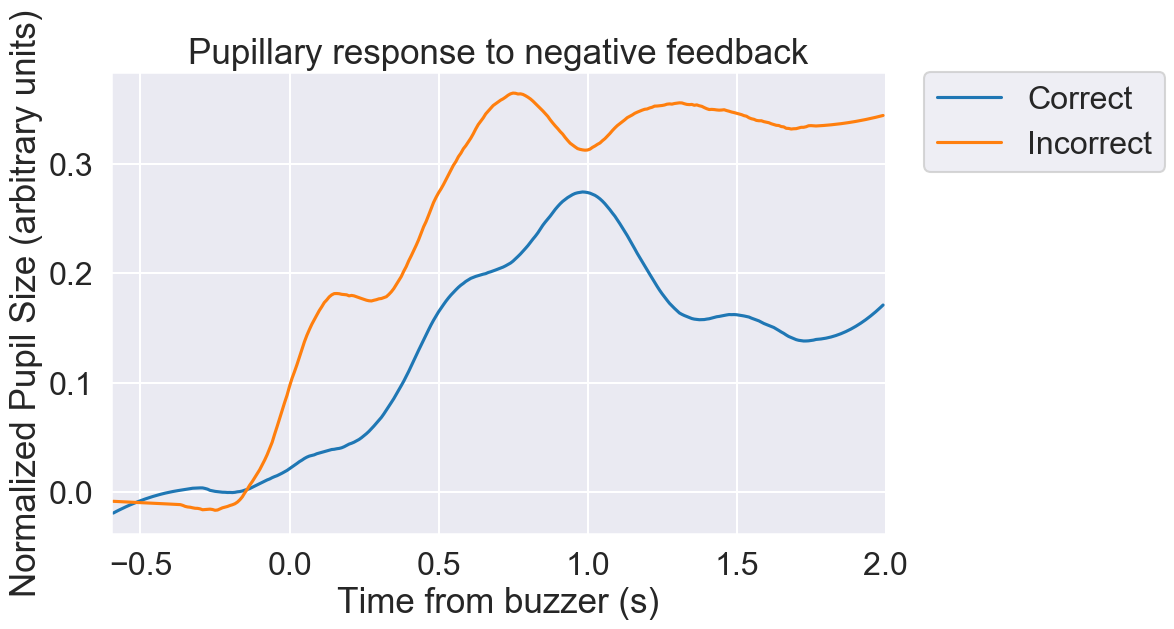 Pupillary response to negative feedback
Normalized Pupil Size (arbitrary units)
0.3
0.2
0.1
0.0
−0.5 0.0 0.5 1.0 1.5 2.0
Time from buzzer (s)
Correct
Incorrect